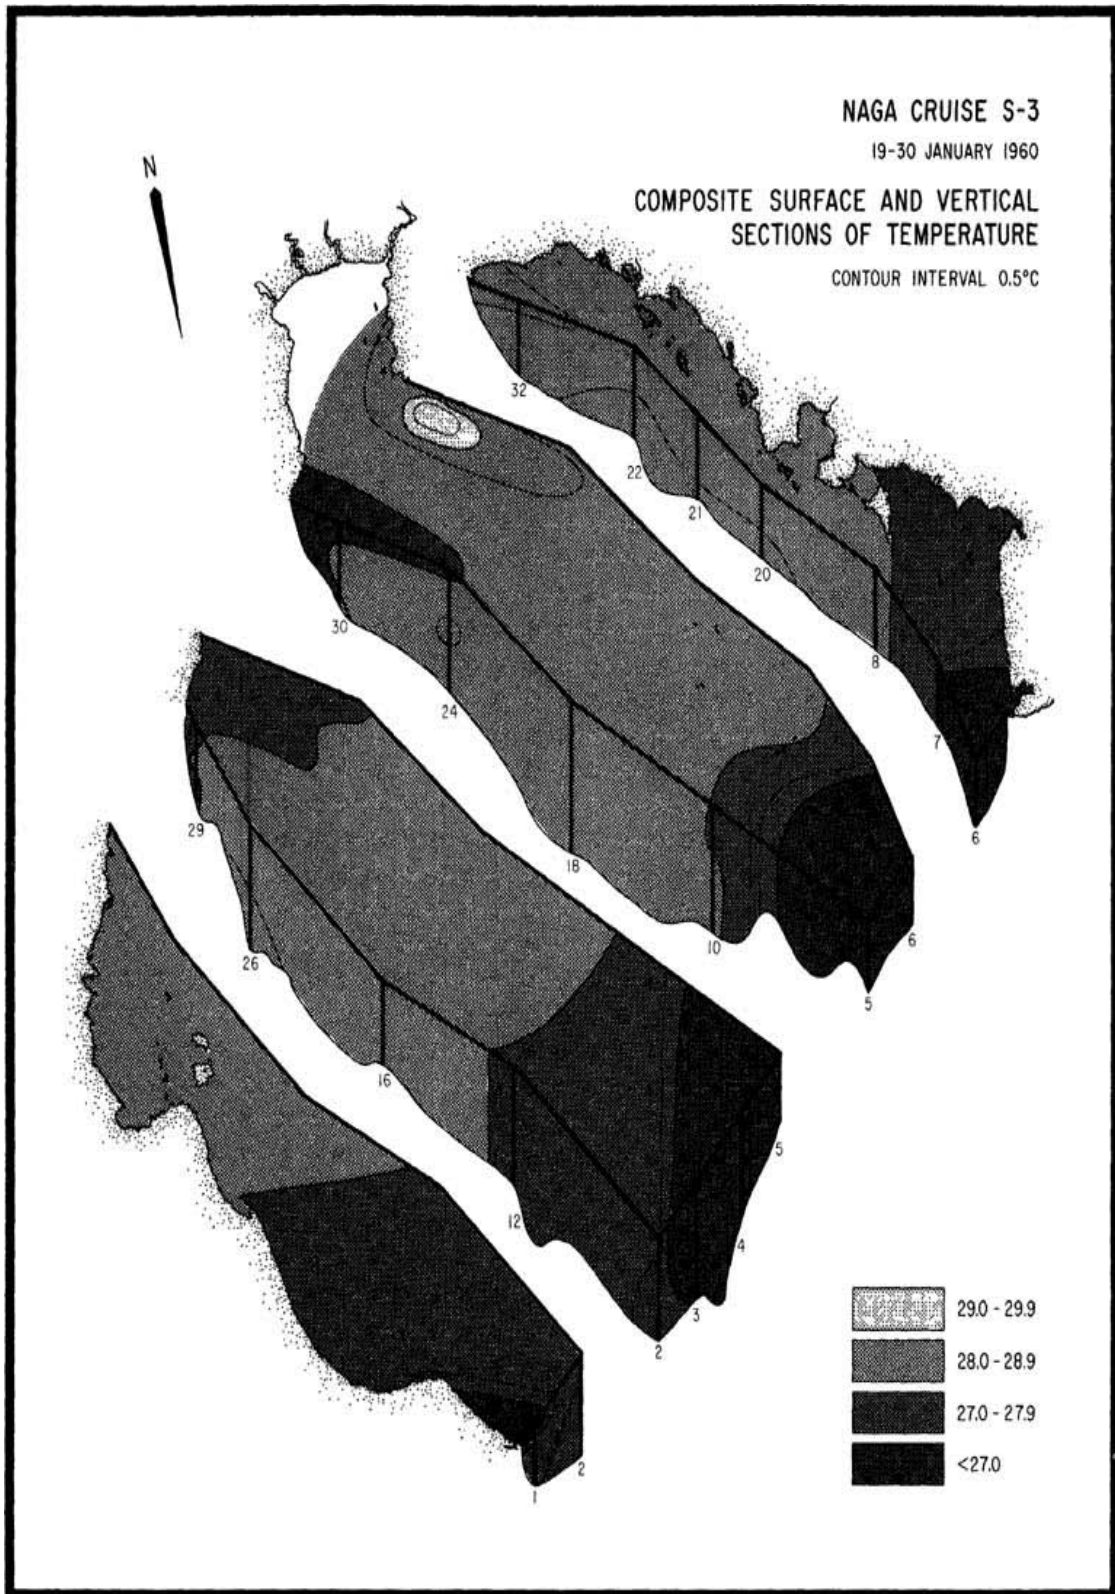 NAGA CRUISE S-3
19-30 JANUARY 1960
COMPOSITE SURFACE AND VERTICAL
SECTIONS OF TEMPERATURE
CONTOUR INTERVAL 0.5°C
N
32
22
21
20
8
7
6
30
24
18
10
6
5
29
26
16
12
5
4
3
2
2
1
29.0 - 29.9
28.0 - 28.9
27.0 - 27.9
<27.0